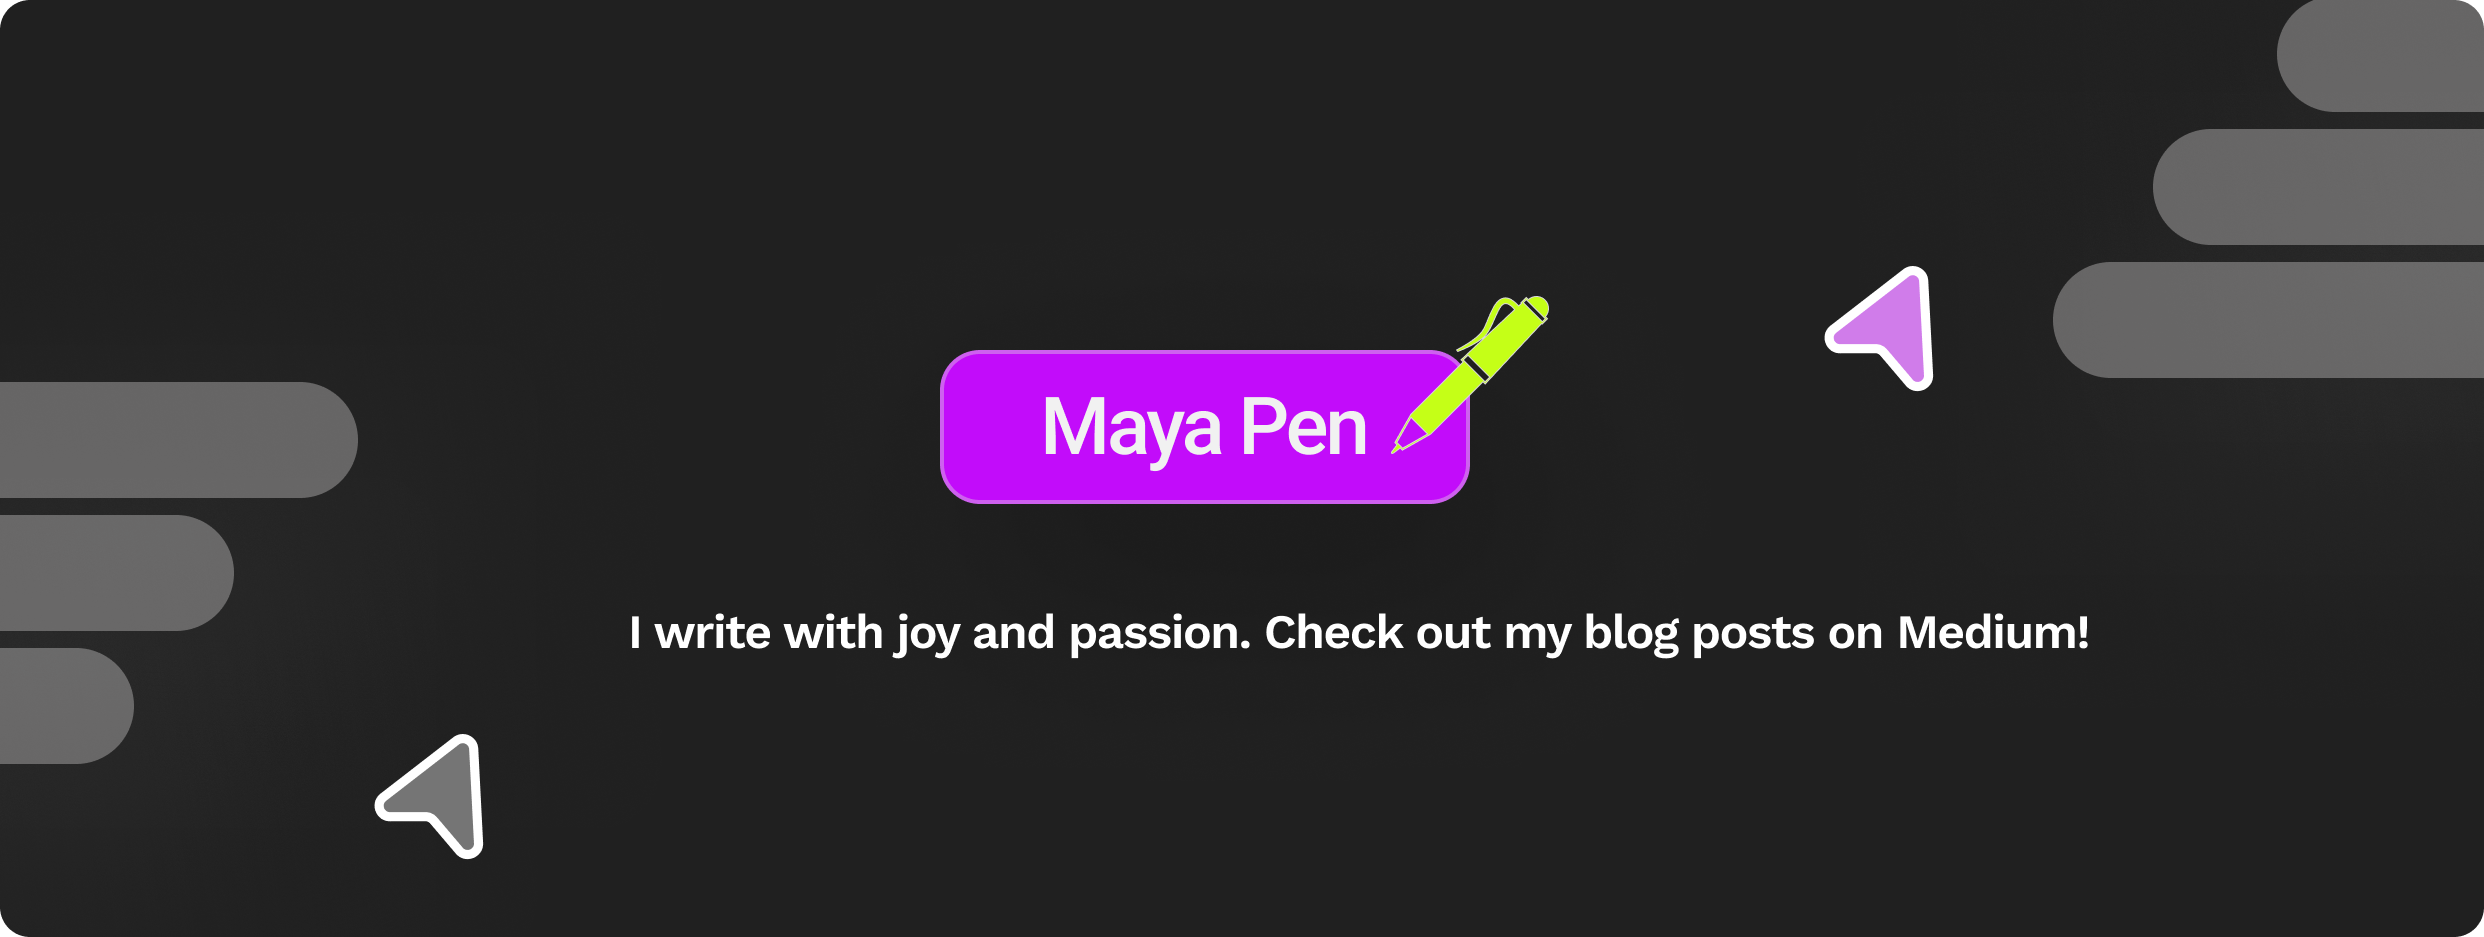 Maya Pen
I write with joy and passion. Check out my blog posts on Medium!